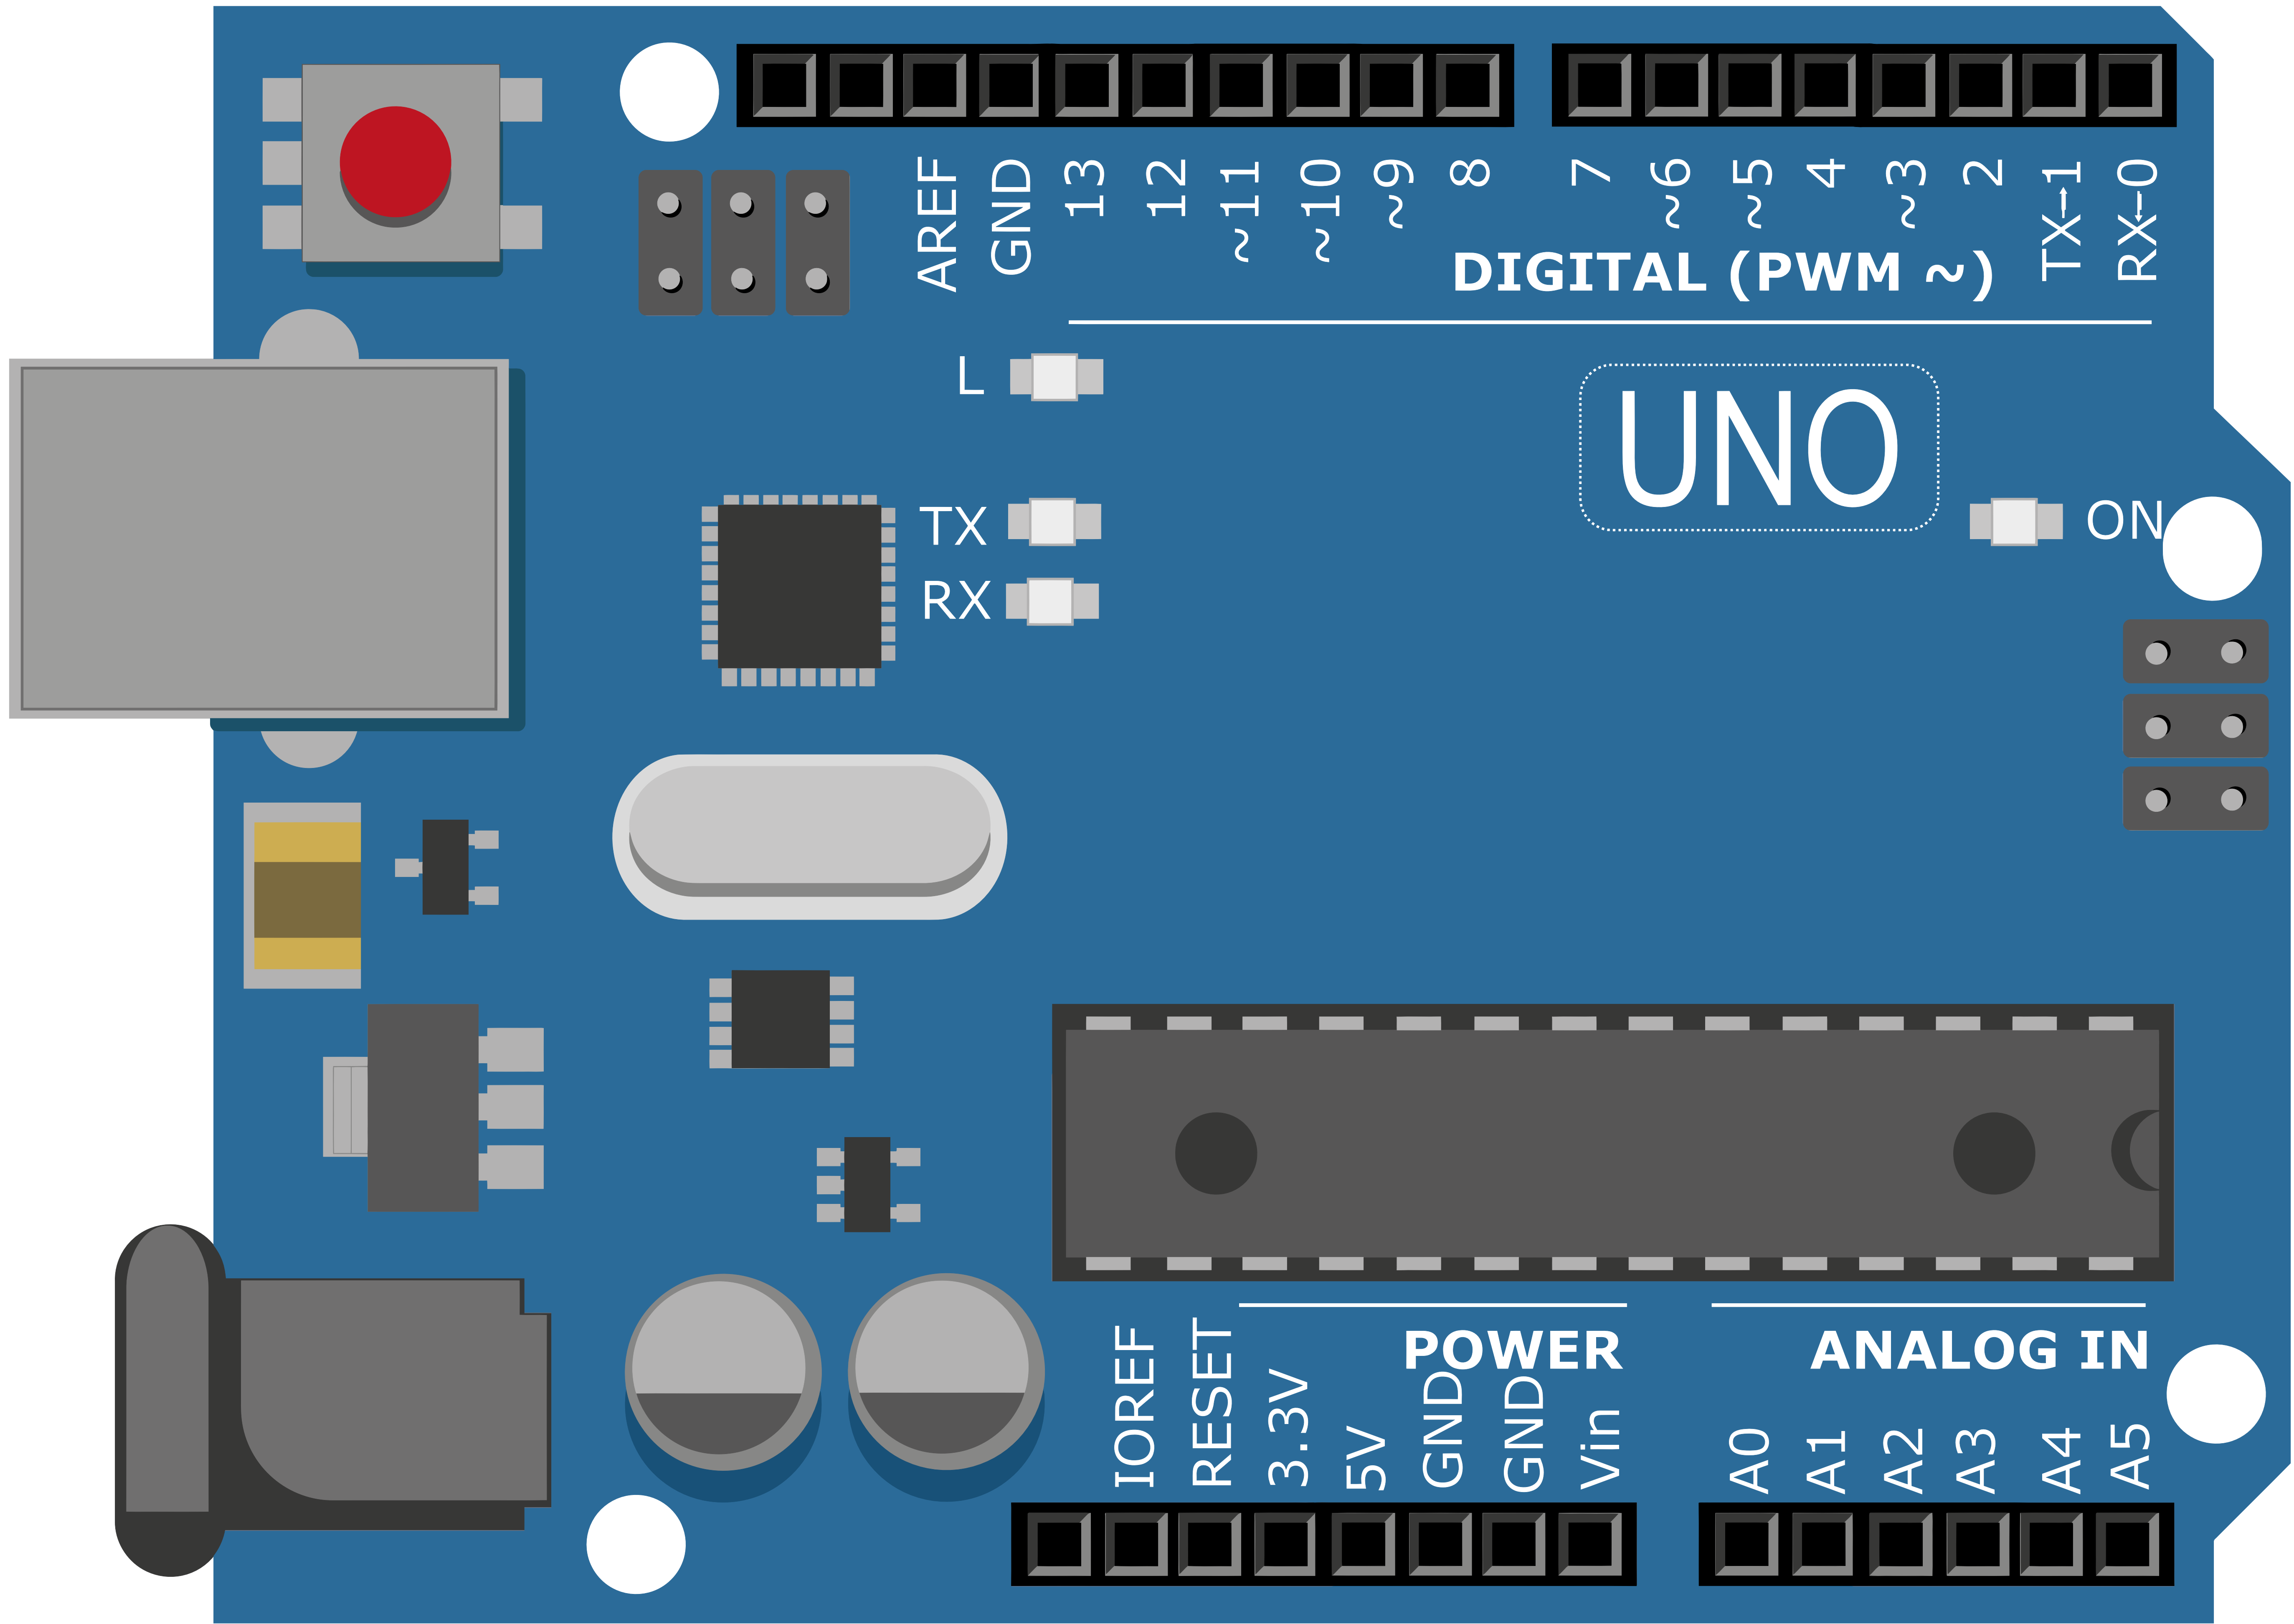 AREF
GND
13
12
~11
~10
~9
8
7
~6
~5
4
~3
2
TX→1
RX←0
DIGITAL (PWM ~)
L
UNO
TX
ON
RX
POWER
ANALOG IN
IOREF
RESET
3.3V
5V
GND
GND
Vin
A0
A1
A2
A3
A4
A5